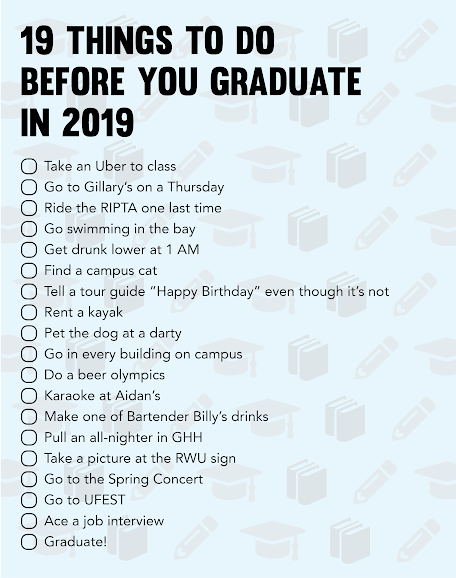 19 THINGS TO DO
BEFORE YOU GRADUATE
IN 2019
Take an Uber to class
Go to Gillary's on a Thursday
Ride the RIPTA one last time
Go swimming in the bay
Get drunk lower at 1 AM
Find a campus cat
Tell a tour guide "Happy Birthday" even though it's not
Rent a kayak
Pet the dog at a darty
Go in every building on campus
Do a beer olympics
Karaoke at Aidan's
Make one of Bartender Billy's drinks
Pull an all-nighter in GHH
Take a picture at the RWU sign
Go to the Spring Concert
Go to UFEST
Ace a job interview
Graduate!